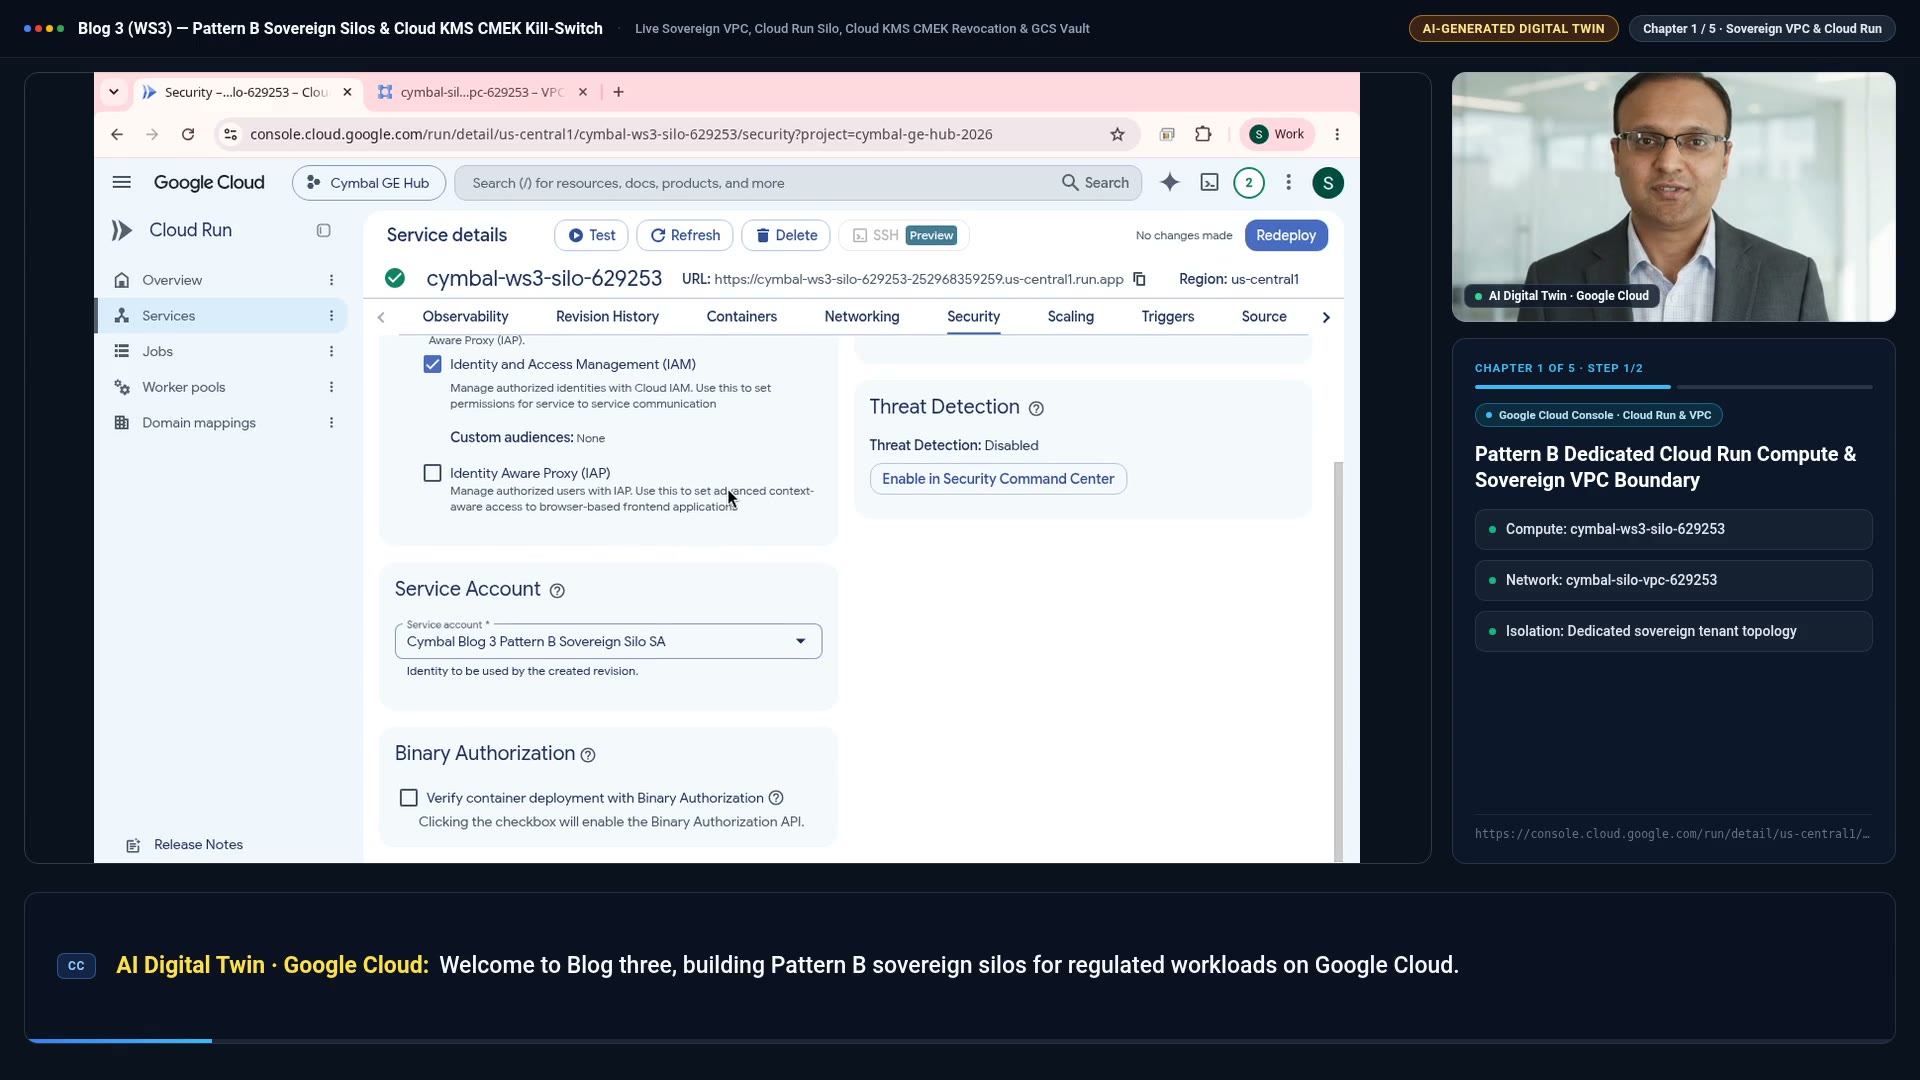 Blog 3 (WS3) — Pattern B Sovereign Silos & Cloud KMS CMEK Kill-Switch · Live Sovereign VPC, Cloud Run Silo, Cloud KMS CMEK Revocation & GCS Vault
AI-GENERATED DIGITAL TWIN
Chapter 1 / 5 · Sovereign VPC & Cloud Run
Security –...lo-629253 – Clou
cymbal-sil...pc-629253 – VPC
console.cloud.google.com/run/detail/us-central1/cymbal-ws3-silo-629253/security?project=cymbal-ge-hub-2026
S Work
Google Cloud
Cymbal GE Hub
Search (/) for resources, docs, products, and more
Search
2
S
Cloud Run
Overview
Services
Jobs
Worker pools
Domain mappings
Release Notes
Service details
Test
Refresh
Delete
SSH Preview
No changes made
Redeploy
cymbal-ws3-silo-629253
URL: https://cymbal-ws3-silo-629253-252968359259.us-central1.run.app
Region: us-central1
Observability
Revision History
Containers
Networking
Security
Scaling
Triggers
Source
Aware Proxy (IAP).
Identity and Access Management (IAM)
Manage authorized identities with Cloud IAM. Use this to set
permissions for service to service communication
Custom audiences: None
Identity Aware Proxy (IAP)
Manage authorized users with IAP. Use this to set advanced context-
aware access to browser-based frontend applications
Service Account
Service account *
Cymbal Blog 3 Pattern B Sovereign Silo SA
Identity to be used by the created revision.
Binary Authorization
Verify container deployment with Binary Authorization
Clicking the checkbox will enable the Binary Authorization API.
Threat Detection
Threat Detection: Disabled
Enable in Security Command Center
AI Digital Twin · Google Cloud
CHAPTER 1 OF 5 · STEP 1/2
Google Cloud Console · Cloud Run & VPC
Pattern B Dedicated Cloud Run Compute &
Sovereign VPC Boundary
Compute: cymbal-ws3-silo-629253
Network: cymbal-silo-vpc-629253
Isolation: Dedicated sovereign tenant topology
https://console.cloud.google.com/run/detail/us-central1/…
CC
AI Digital Twin · Google Cloud: Welcome to Blog three, building Pattern B sovereign silos for regulated workloads on Google Cloud.